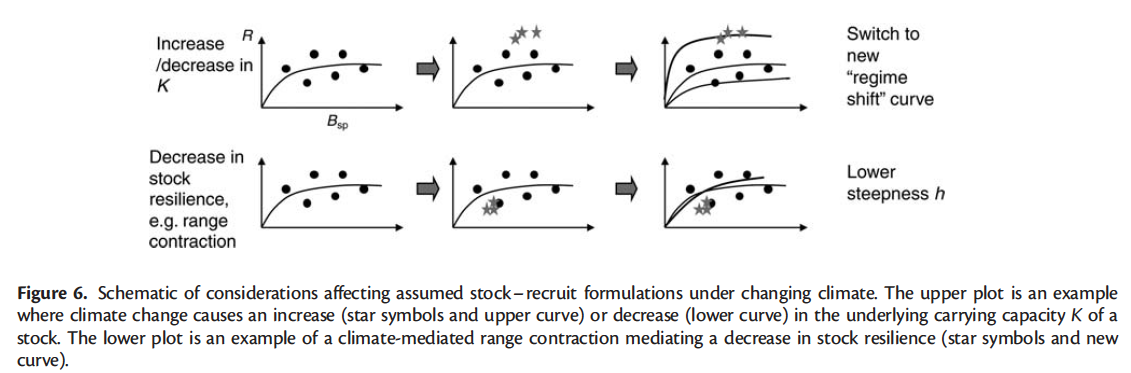 Increase
/decrease in
K
R
B_sp
Switch to
new
“regime
shift” curve
Decrease in
stock
resilience,
e.g. range
contraction
Lower
steepness h
Figure 6. Schematic of considerations affecting assumed stock–recruit formulations under changing climate. The upper plot is an example
where climate change causes an increase (star symbols and upper curve) or decrease (lower curve) in the underlying carrying capacity K of a
stock. The lower plot is an example of a climate-mediated range contraction mediating a decrease in stock resilience (star symbols and new
curve).